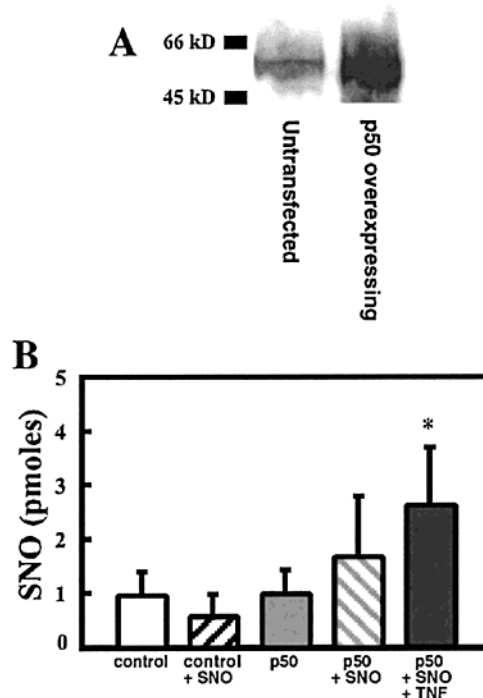 A
66 kD
45 kD
Untransfected
p50 overexpressing
B
SNO (pmoles)
5
4
3
2
1
0
*
control
control
+ SNO
p50
p50
+ SNO
p50
+ SNO
+ TNF